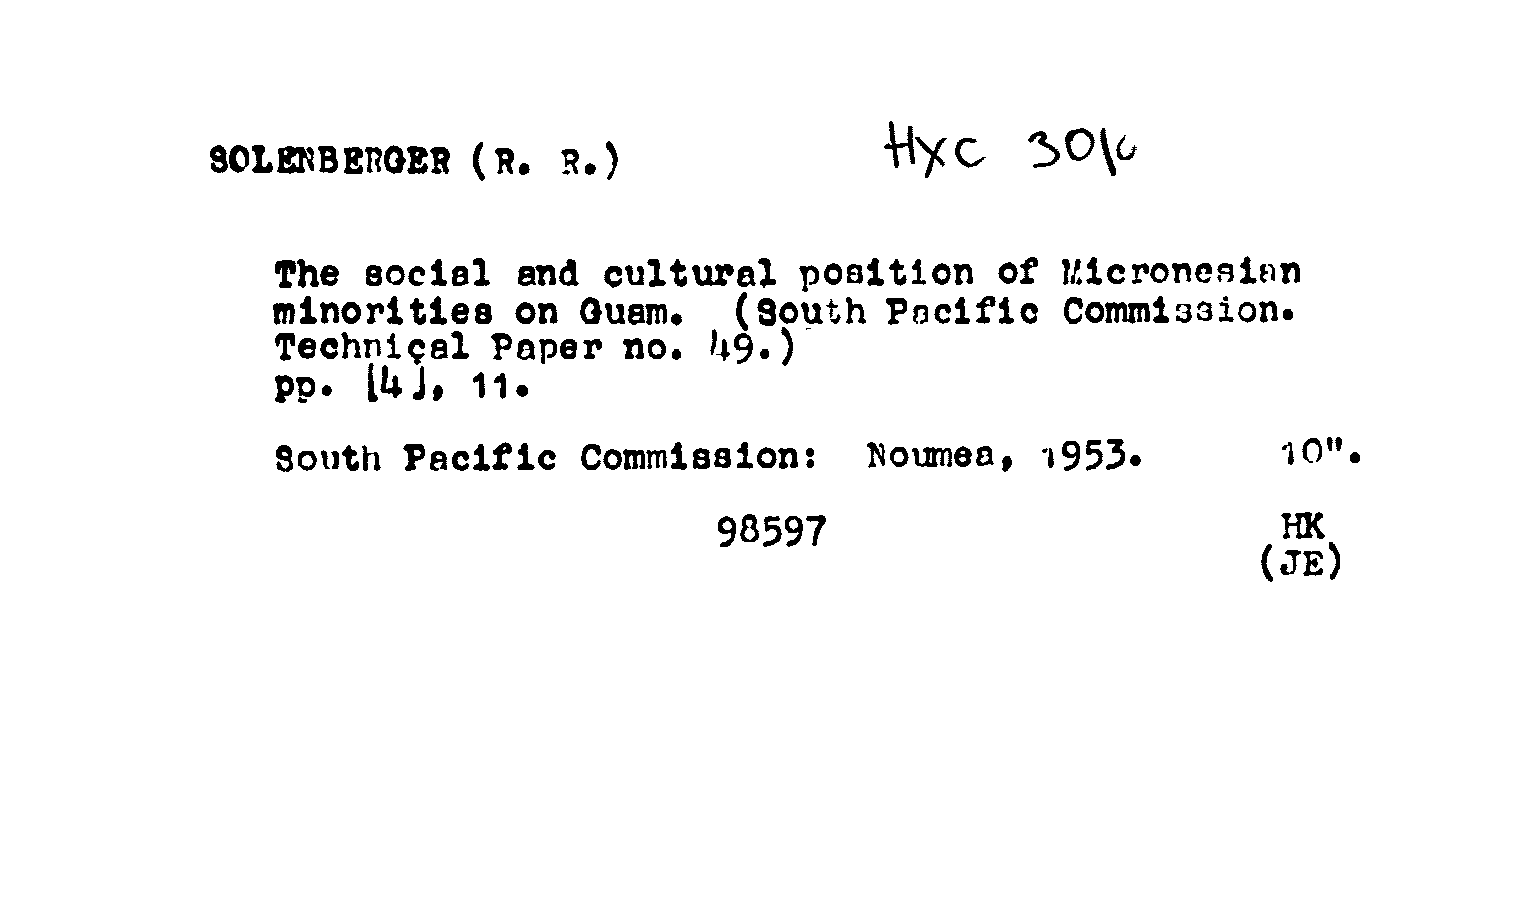 SOLENBERGER (R. R.) HXC
The social and cultural position of Micronesian
minorities on Guam. (South Pacific Commission.
Technical Paper no. 49.)
pp. [4], 11.
South Pacific Commission: Noumea, 1953. 10".
98597 HK
(JE)